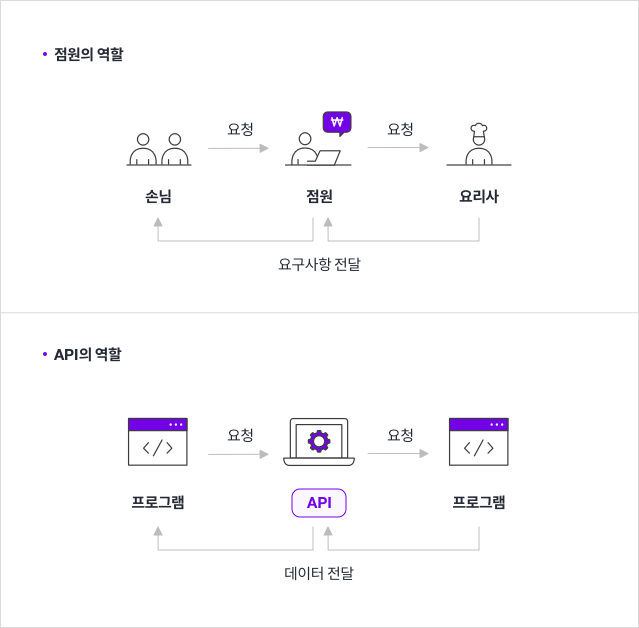 • 점원의 역할
요청 요청
₩
손님 점원 요리사
요구사항 전달
• API의 역할
요청 요청
</> </>
프로그램 API 프로그램
데이터 전달